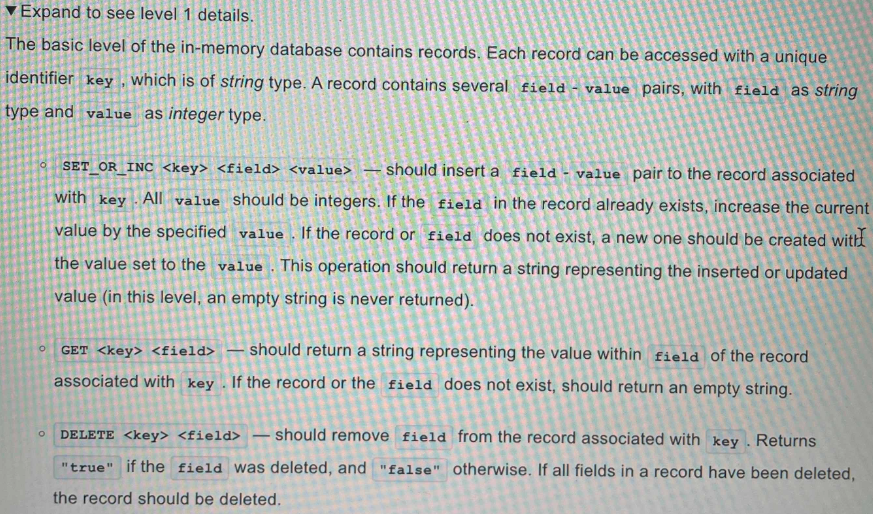 ▼ Expand to see level 1 details.
The basic level of the in-memory database contains records. Each record can be accessed with a unique
identifier key , which is of string type. A record contains several field - value pairs, with field as string
type and value as integer type.
○ SET_OR_INC <key> <field> <value> — should insert a field - value pair to the record associated
with key . All value should be integers. If the field in the record already exists, increase the current
value by the specified value . If the record or field does not exist, a new one should be created with
the value set to the value . This operation should return a string representing the inserted or updated
value (in this level, an empty string is never returned).
○ GET <key> <field> — should return a string representing the value within field of the record
associated with key . If the record or the field does not exist, should return an empty string.
○ DELETE <key> <field> — should remove field from the record associated with key . Returns
"true" if the field was deleted, and "false" otherwise. If all fields in a record have been deleted,
the record should be deleted.